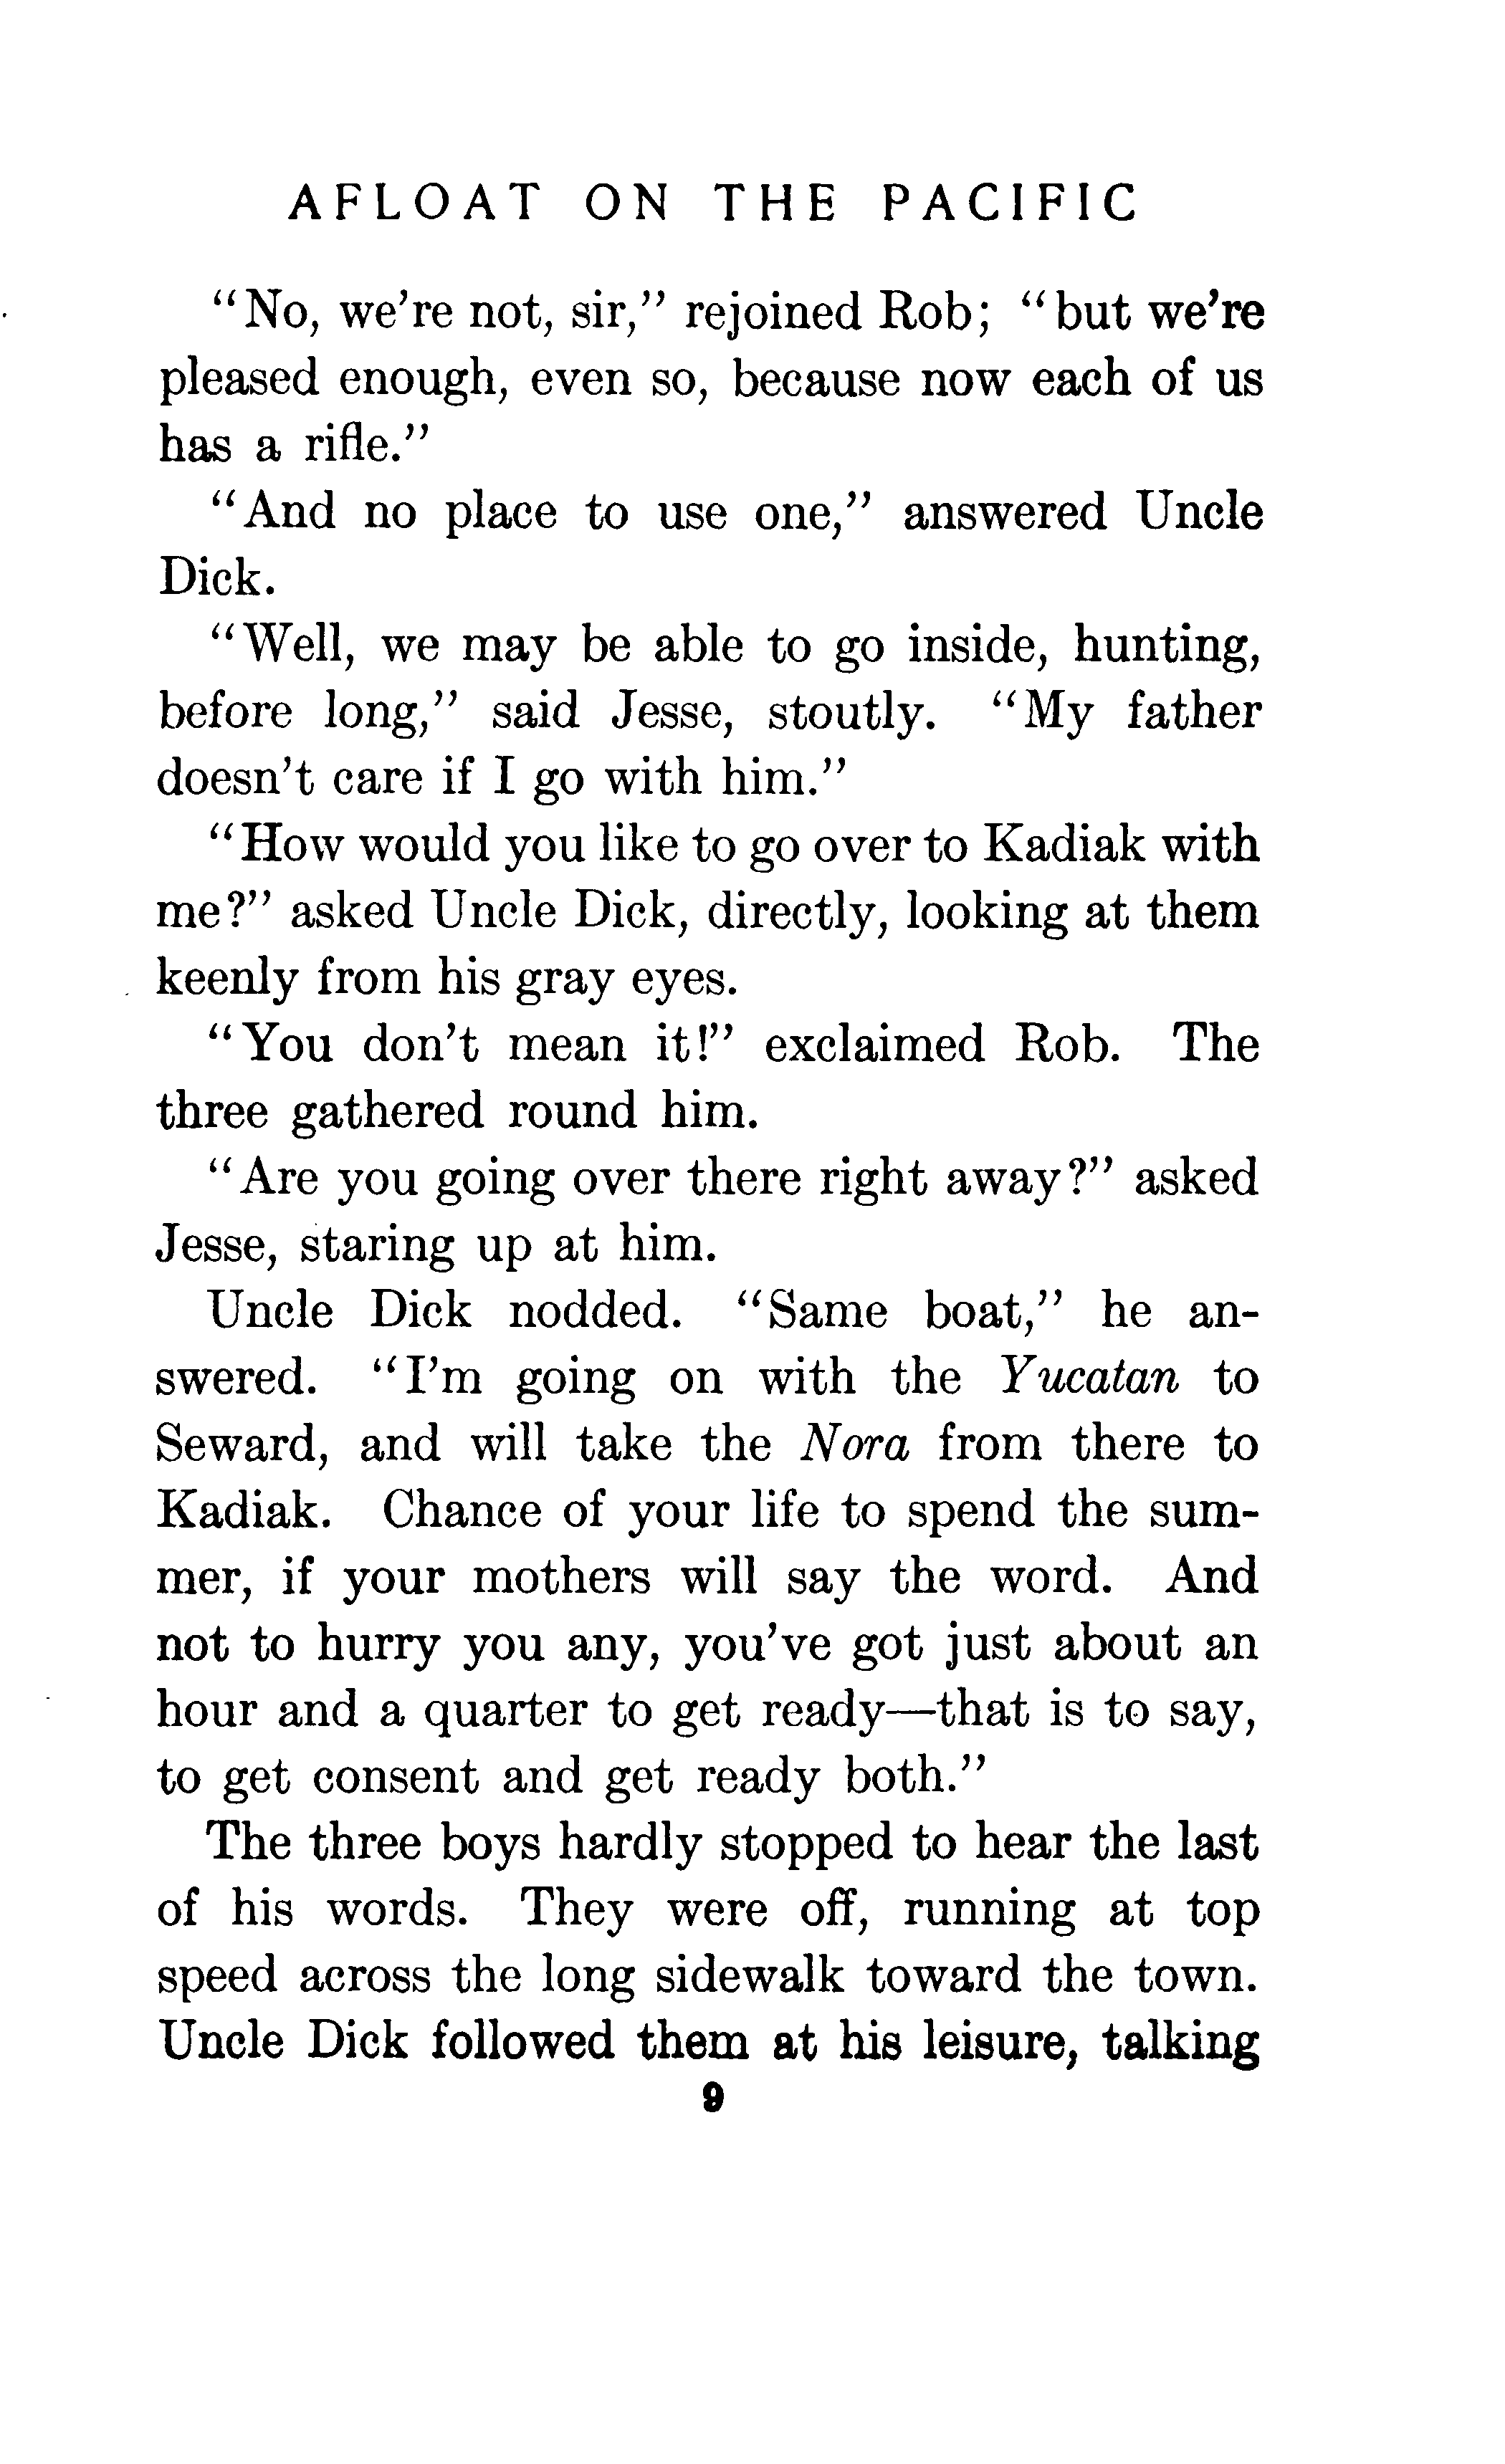 AFLOAT ON THE PACIFIC
"No, we're not, sir," rejoined Rob; "but we're
pleased enough, even so, because now each of us
has a rifle."
"And no place to use one," answered Uncle
Dick.
"Well, we may be able to go inside, hunting,
before long," said Jesse, stoutly. "My father
doesn't care if I go with him."
"How would you like to go over to Kadiak with
me?" asked Uncle Dick, directly, looking at them
keenly from his gray eyes.
"You don't mean it!" exclaimed Rob. The
three gathered round him.
"Are you going over there right away?" asked
Jesse, staring up at him.
Uncle Dick nodded. "Same boat," he an-
swered. "I'm going on with the Yucatan to
Seward, and will take the Nora from there to
Kadiak. Chance of your life to spend the sum-
mer, if your mothers will say the word. And
not to hurry you any, you've got just about an
hour and a quarter to get ready—that is to say,
to get consent and get ready both."
The three boys hardly stopped to hear the last
of his words. They were off, running at top
speed across the long sidewalk toward the town.
Uncle Dick followed them at his leisure, talking
9